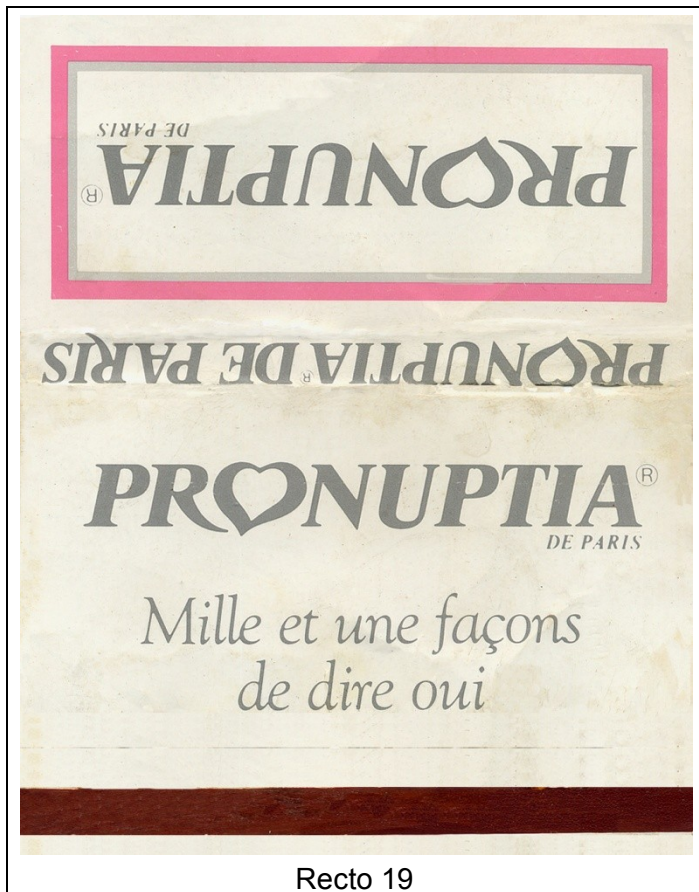 PRONUPTIA®
DE PARIS
PRONUPTIA® DE PARIS
PRONUPTIA®
DE PARIS
Mille et une façons
de dire oui
Recto 19